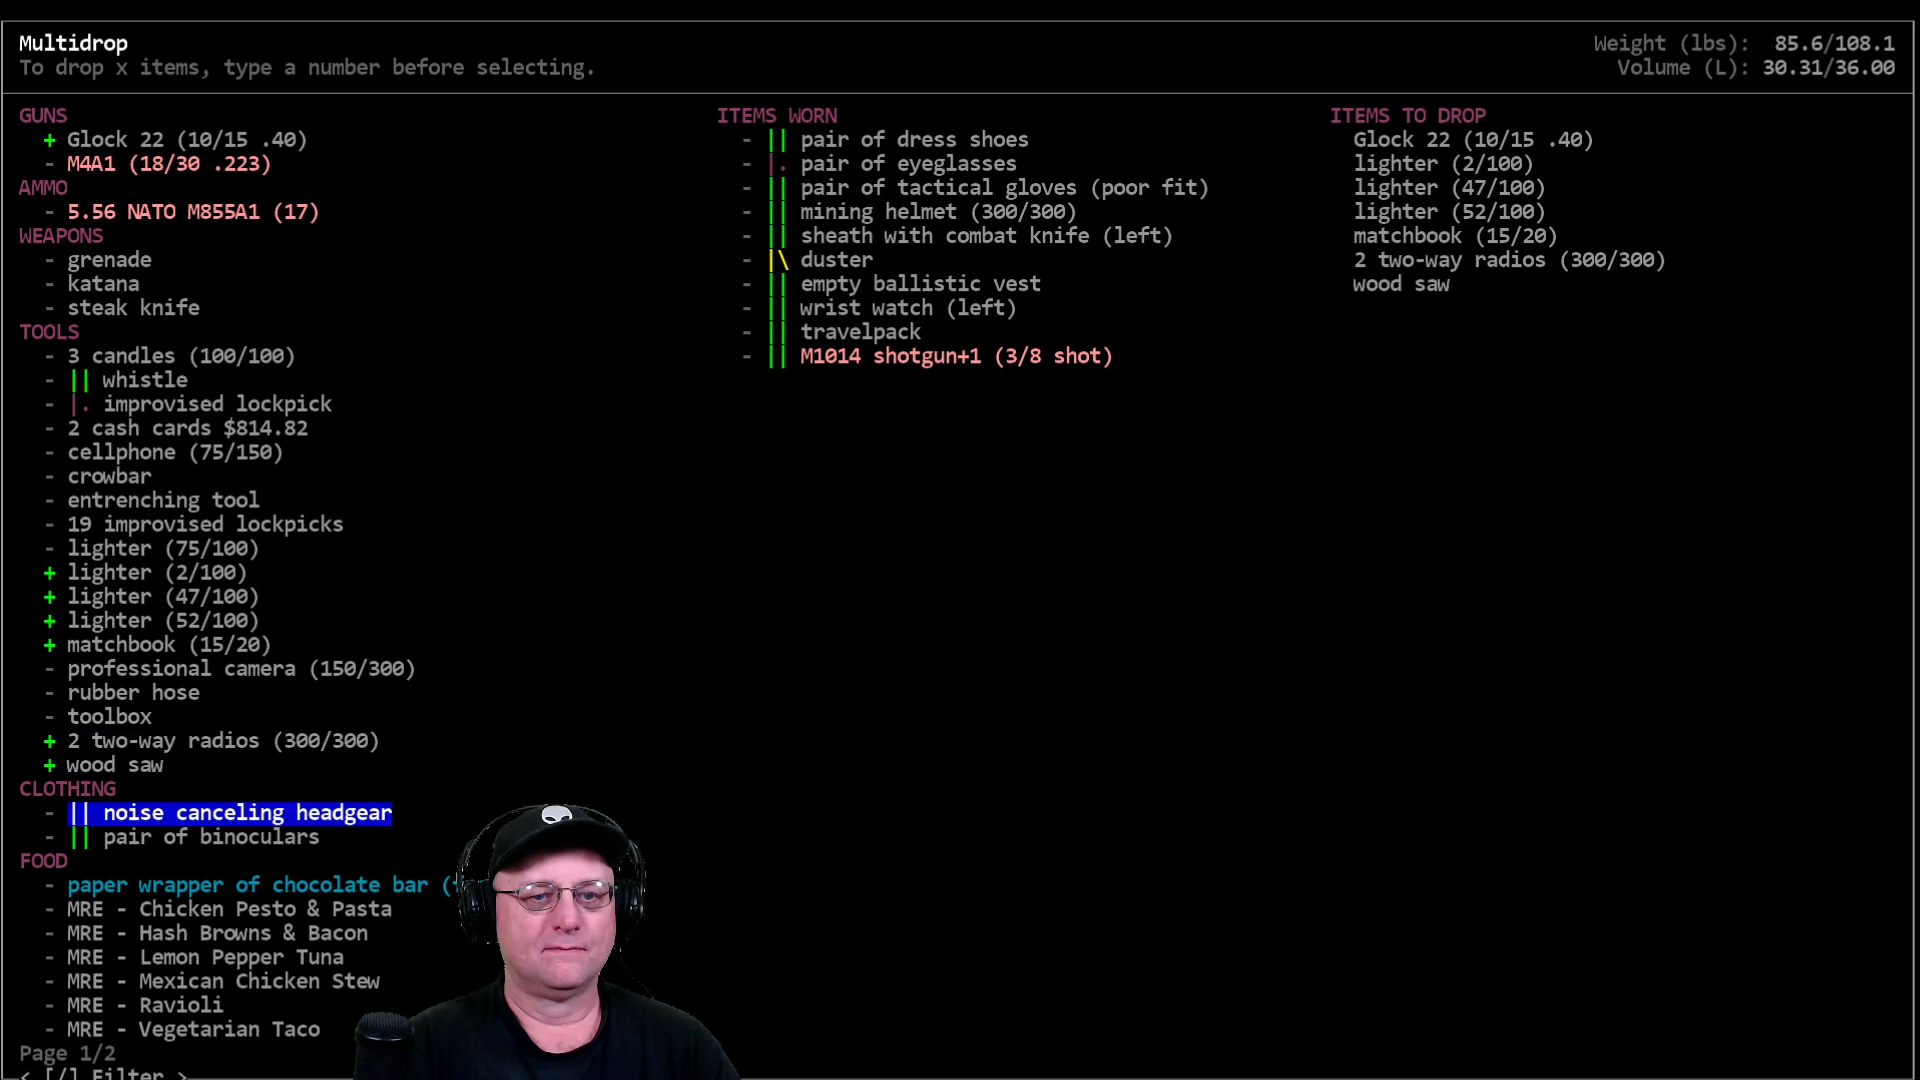 Multidrop
To drop x items, type a number before selecting.
Weight (lbs): 85.6/108.1
Volume (L): 30.31/36.00
GUNS
+ Glock 22 (10/15 .40)
- M4A1 (18/30 .223)
AMMO
- 5.56 NATO M855A1 (17)
WEAPONS
- grenade
- katana
- steak knife
TOOLS
- 3 candles (100/100)
- || whistle
- |. improvised lockpick
- 2 cash cards $814.82
- cellphone (75/150)
- crowbar
- entrenching tool
- 19 improvised lockpicks
- lighter (75/100)
+ lighter (2/100)
+ lighter (47/100)
+ lighter (52/100)
+ matchbook (15/20)
- professional camera (150/300)
- rubber hose
- toolbox
+ 2 two-way radios (300/300)
+ wood saw
CLOTHING
- || noise canceling headgear
- || pair of binoculars
FOOD
- paper wrapper of chocolate bar (
- MRE - Chicken Pesto & Pasta
- MRE - Hash Browns & Bacon
- MRE - Lemon Pepper Tuna
- MRE - Mexican Chicken Stew
- MRE - Ravioli
- MRE - Vegetarian Taco
Page 1/2
< [/] Filter >
ITEMS WORN
- || pair of dress shoes
- |. pair of eyeglasses
- || pair of tactical gloves (poor fit)
- || mining helmet (300/300)
- || sheath with combat knife (left)
- |\ duster
- || empty ballistic vest
- || wrist watch (left)
- || travelpack
- || M1014 shotgun+1 (3/8 shot)
ITEMS TO DROP
Glock 22 (10/15 .40)
lighter (2/100)
lighter (47/100)
lighter (52/100)
matchbook (15/20)
2 two-way radios (300/300)
wood saw